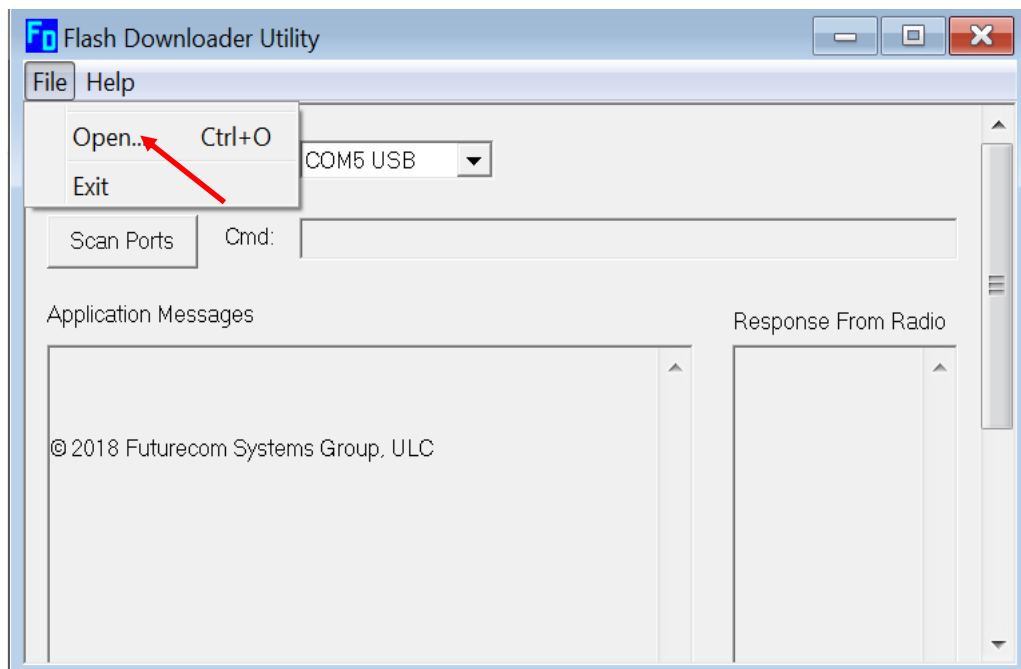 FD Flash Downloader Utility
File Help
Open... Ctrl+O
COM5 USB
Exit
Scan Ports Cmd:
Application Messages
Response From Radio
© 2018 Futurecom Systems Group, ULC